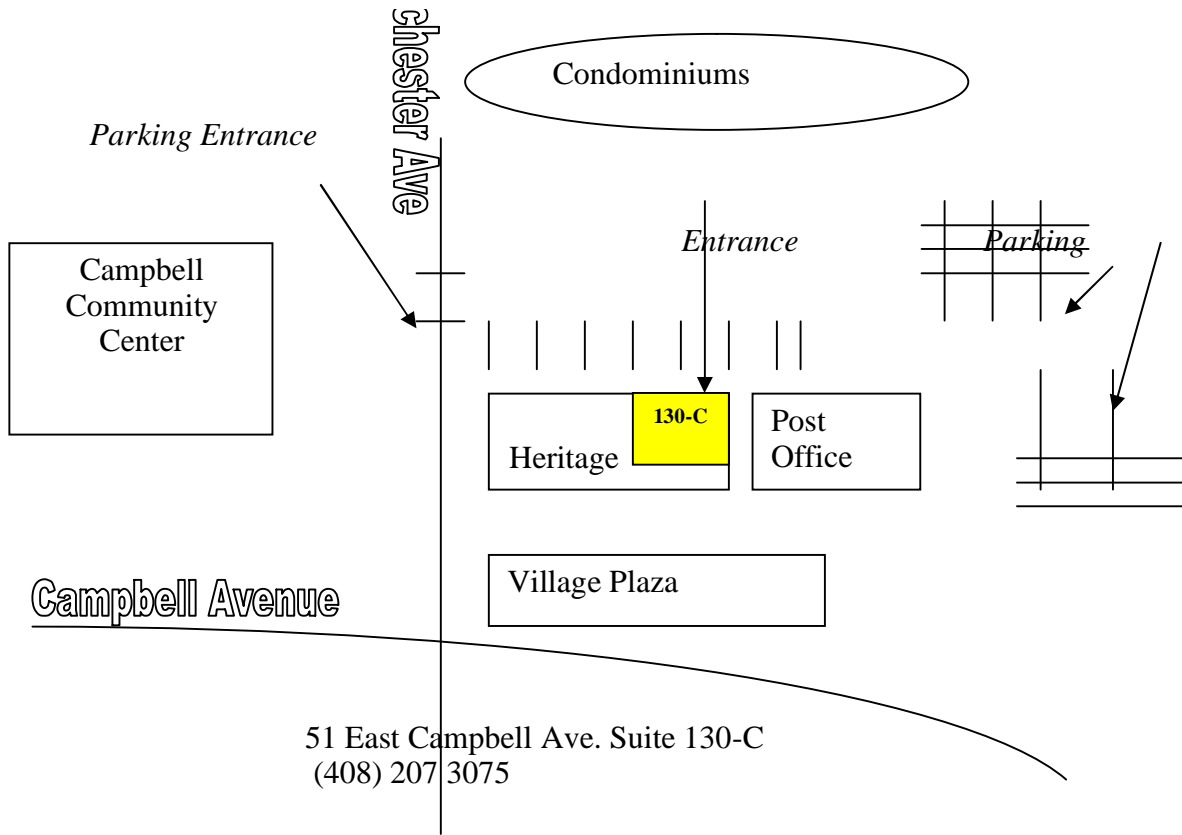 chester Ave
Condominiums
Parking Entrance
Entrance
Parking
Campbell
Community
Center
130-C
Heritage
Post
Office
Village Plaza
Campbell Avenue
51 East Campbell Ave. Suite 130-C
(408) 207 3075